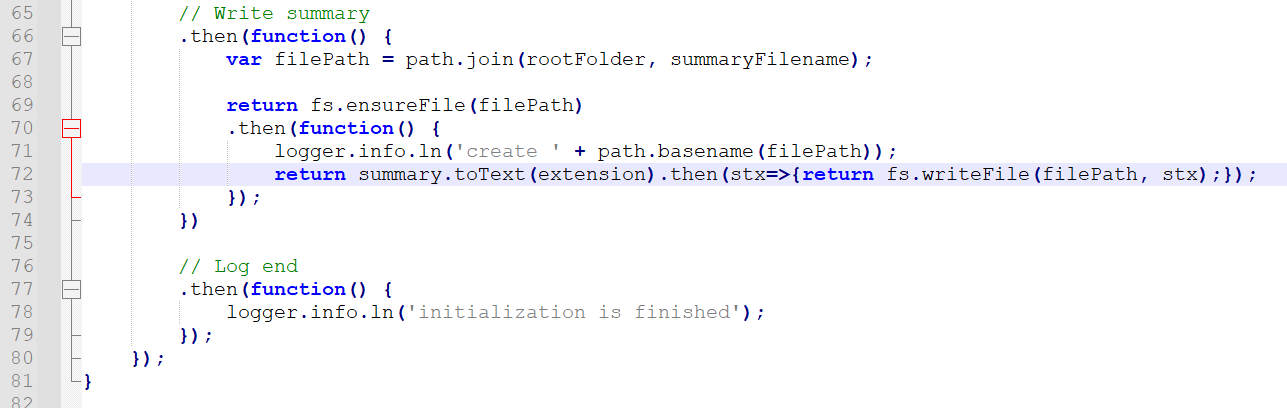 65 // Write summary
66 .then(function() {
67 var filePath = path.join(rootFolder, summaryFilename);
68
69 return fs.ensureFile(filePath)
70 .then(function() {
71 logger.info.ln('create ' + path.basename(filePath));
72 return summary.toText(extension).then(stx=>{return fs.writeFile(filePath, stx);});
73 });
74 })
75
76 // Log end
77 .then(function() {
78 logger.info.ln('initialization is finished');
79 });
80 });
81 }
82